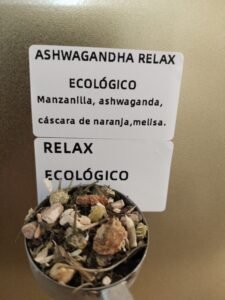 ASHWAGANDHA RELAX
ECOLÓGICO
Manzanilla, ashwaganda,
cáscara de naranja,melisa.
RELAX
ECOLÓGICO